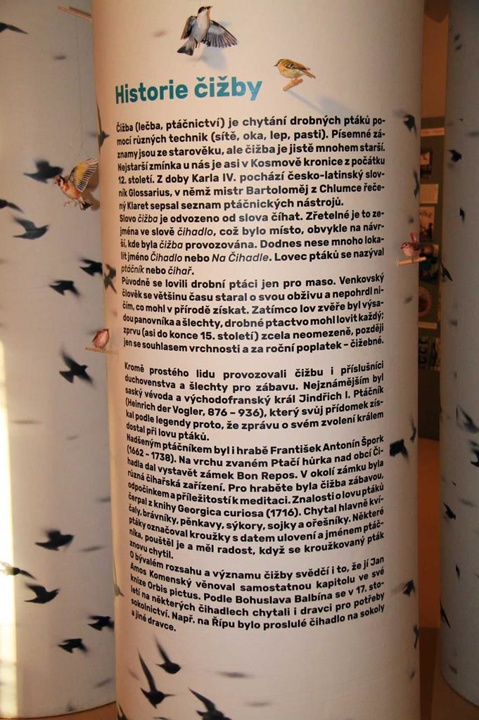 Historie čižby
Čižba (lečba, ptáčnictví) je chytání drobných ptáků po-
mocí různých technik (sítě, oka, lep, pasti). Písemné zá-
znamy jsou ze starověku, ale čižba je jistě mnohem starší.
Nejstarší zmínka u nás je asi v Kosmově kronice z počátku
12. století. Z doby Karla IV. pochází česko-latinský slov-
ník Glossarius, v němž mistr Bartoloměj z Chlumce řeče-
ný Klaret sepsal seznam ptáčnických nástrojů.
Slovo čižba je odvozeno od slova číhat. Zřetelné je to ze-
jména ve slově čihadlo, což bylo místo, obvykle na návr-
ší, kde byla čižba provozována. Dodnes nese mnoho loka-
lit jméno Čihadlo nebo Na Čihadle. Lovec ptáků se nazýval
ptáčník nebo čihař.
Původně se lovili drobní ptáci jen pro maso. Venkovský
člověk se většinu času staral o svou obživu a nepohrdl ni-
čím, co mohl v přírodě získat. Zatímco lov zvěře byl výsa-
dou panovníka a šlechty, drobné ptactvo mohl lovit každý;
zprvu (asi do konce 15. století) zcela neomezeně, později
jen se souhlasem vrchnosti a za roční poplatek – čižebné.
Kromě prostého lidu provozovali čižbu i příslušníci
duchovenstva a šlechty pro zábavu. Nejznámějším byl
saský vévoda a východofranský král Jindřich I. Ptáčník
(Heinrich der Vogler, 876 – 936), který svůj přídomek zís-
kal podle legendy proto, že zprávu o svém zvolení králem
dostal při lovu ptáků.
Nadšeným ptáčníkem byl i hrabě František Antonín Špork
(1662 – 1738). Na vrchu zvaném Ptačí hůrka nad obcí Či-
hadla dal vystavět zámek Bon Repos. V okolí zámku byla
různá čihařská zařízení. Pro hraběte byla čižba zábavou,
odpočinkem a příležitostí k meditaci. Znalosti o lovu ptáků
čerpal z knihy Georgica curiosa (1716). Chytal hlavně kví-
čaly, brávníky, pěnkavy, sýkory, sojky a ořešníky. Některé
ptáky označoval kroužky s datem ulovení a jménem ptáč-
níka, pouštěl je a měl radost, když se kroužkovaný pták
znovu chytil.
O bývalém rozsahu a významu čižby svědčí i to, že jí Jan
Amos Komenský věnoval samostatnou kapitolu ve své
knize Orbis pictus. Podle Bohuslava Balbína se v 17. sto-
letí na některých čihadlech chytali i dravci pro potřeby
sokolnictví. Např. na Řípu bylo proslulé čihadlo na sokoly
a jiné dravce.